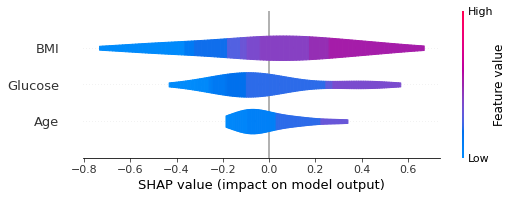 High
BMI
Glucose
Age
Feature value
Low
−0.8 −0.6 −0.4 −0.2 0.0 0.2 0.4 0.6
SHAP value (impact on model output)